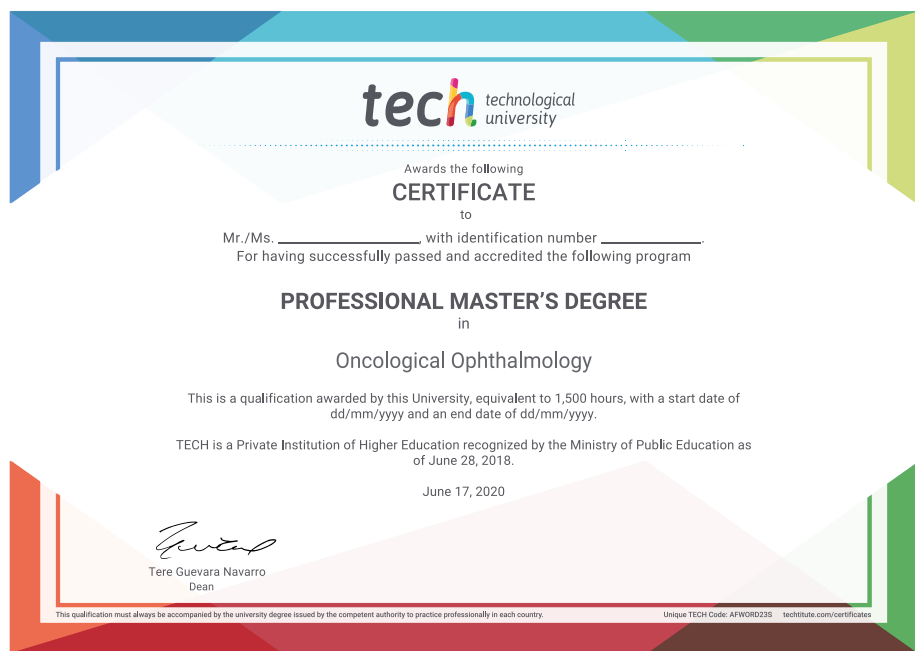 tech technological
university
Awards the following
CERTIFICATE
to
Mr./Ms. ____________________, with identification number ______________.
For having successfully passed and accredited the following program
PROFESSIONAL MASTER'S DEGREE
in
Oncological Ophthalmology
This is a qualification awarded by this University, equivalent to 1,500 hours, with a start date of
dd/mm/yyyy and an end date of dd/mm/yyyy.
TECH is a Private Institution of Higher Education recognized by the Ministry of Public Education as
of June 28, 2018.
June 17, 2020
Tere Guevara Navarro
Dean
This qualification must always be accompanied by the university degree issued by the competent authority to practice professionally in each country. Unique TECH Code: AFWORD23S techtitute.com/certificates